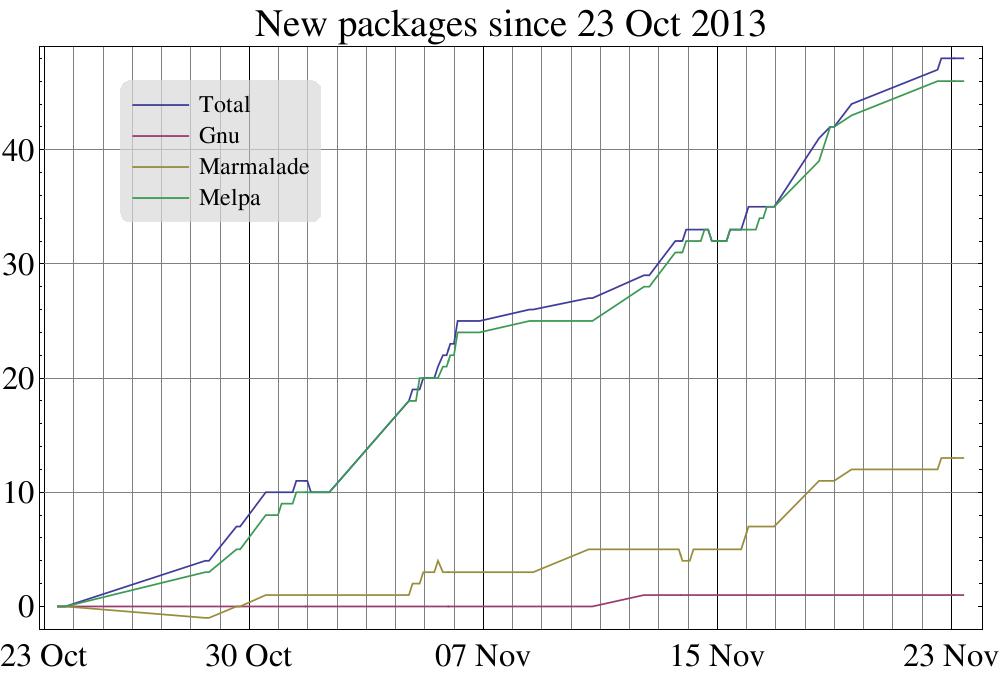 New packages since 23 Oct 2013
Total
Gnu
Marmalade
Melpa
40
30
20
10
0
23 Oct 30 Oct 07 Nov 15 Nov 23 Nov